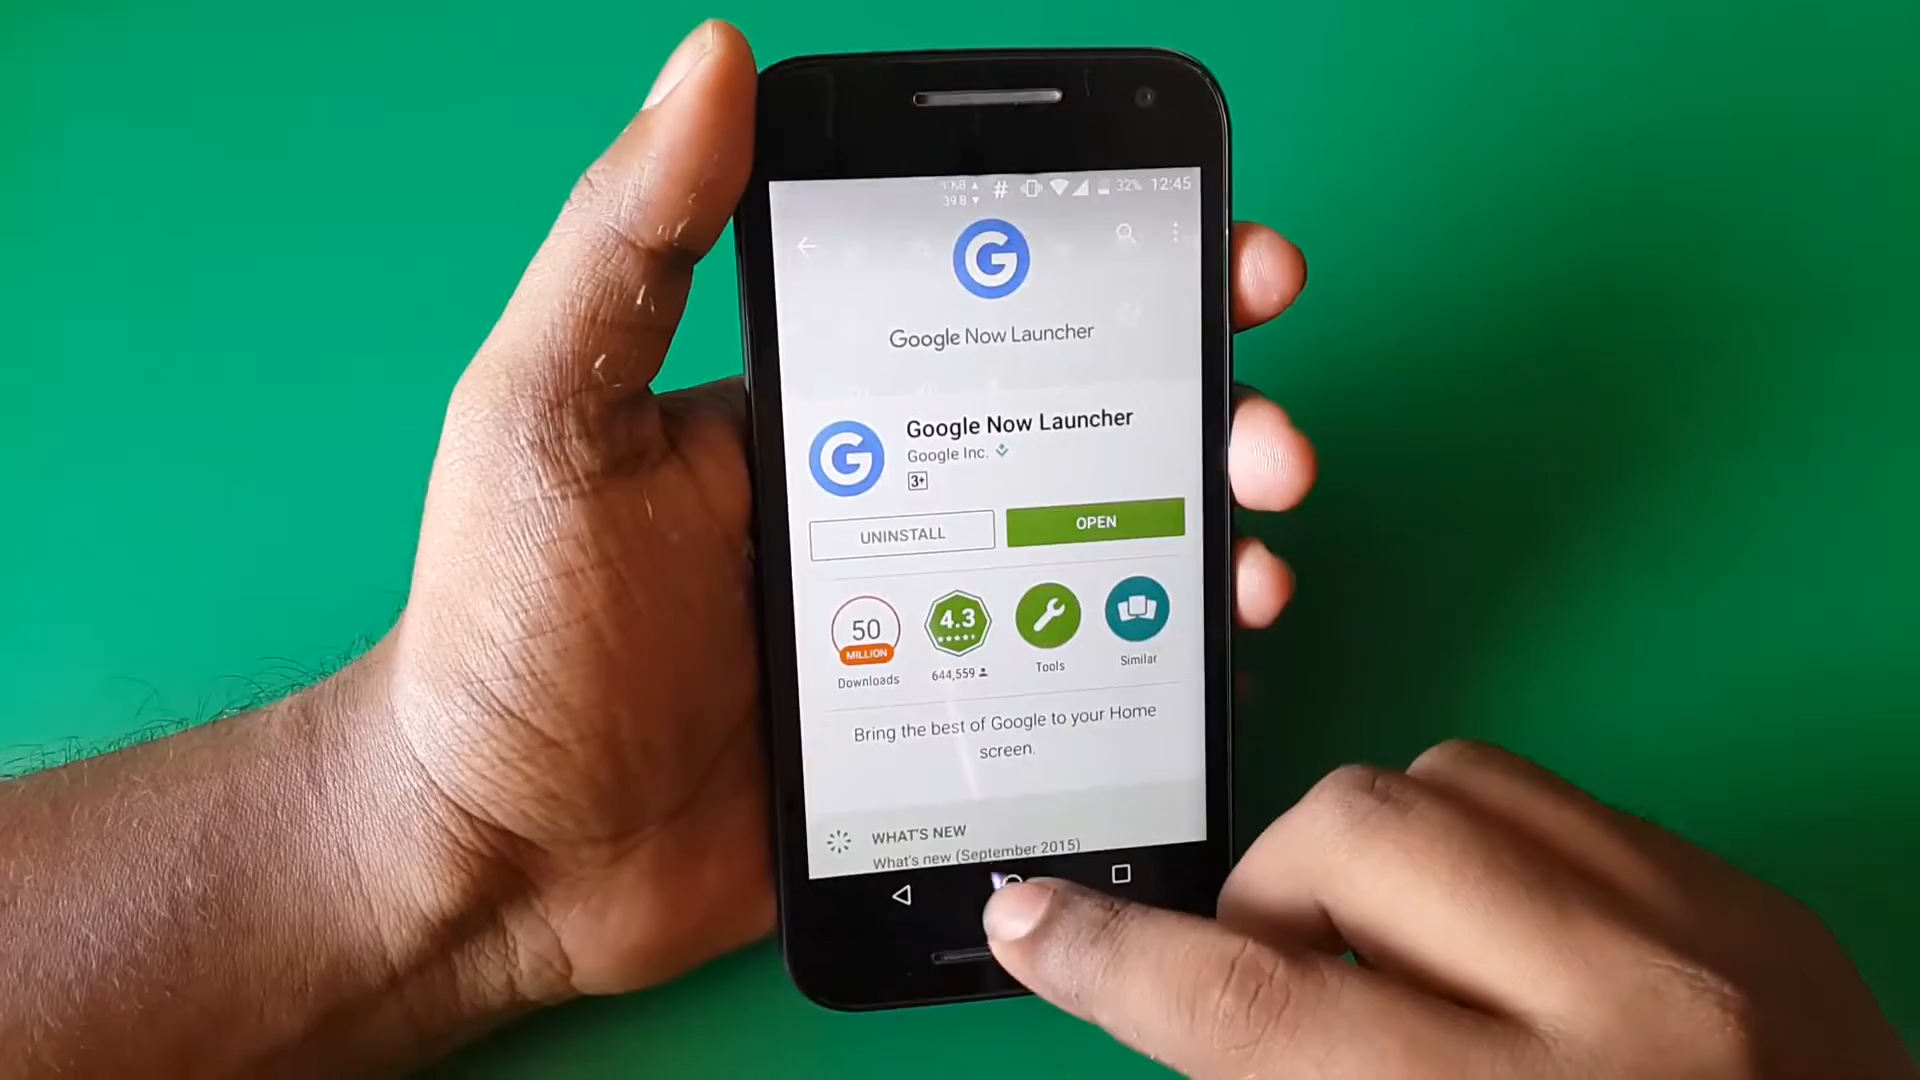 32% 12:45
39 B
Google Now Launcher
Google Now Launcher
Google Inc.
3+
UNINSTALL OPEN
50
MILLION
4.3
Downloads 644,559 Tools Similar
Bring the best of Google to your Home
screen.
WHAT'S NEW
What's new (September 2015)